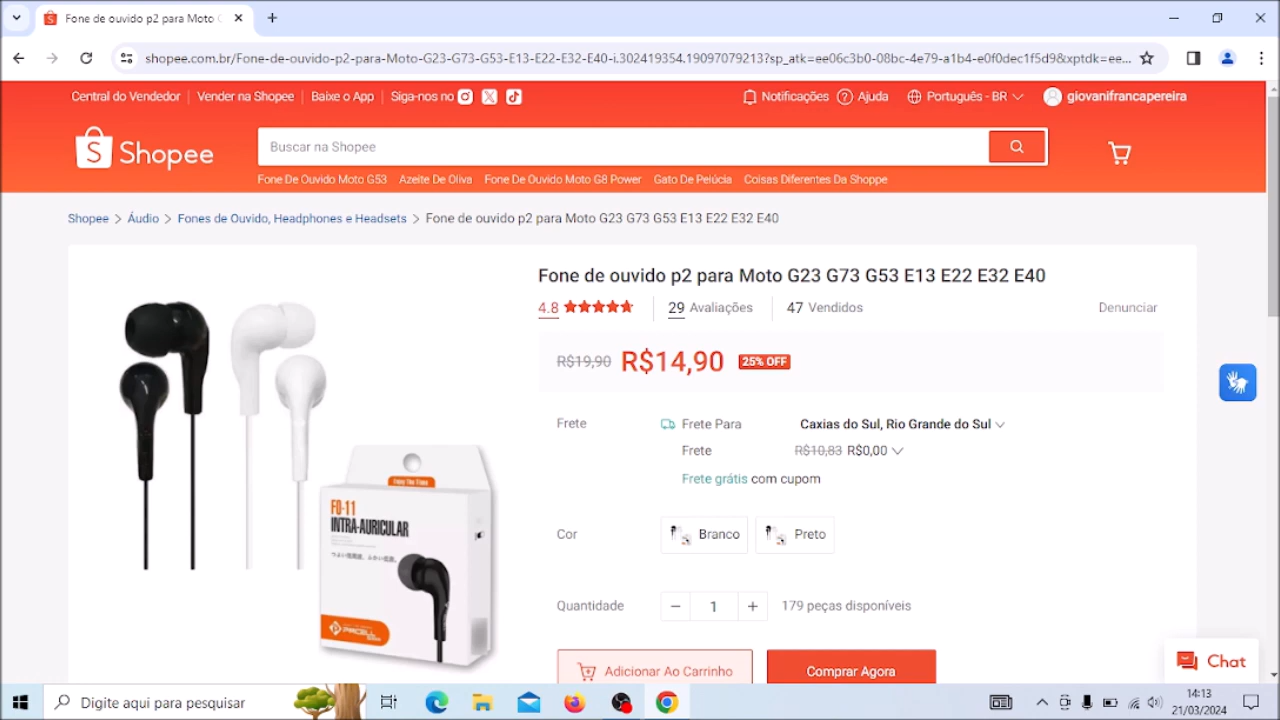 Fone de ouvido p2 para Moto G
shopee.com.br/Fone-de-ouvido-p2-para-Moto-G23-G73-G53-E13-E22-E32-E40-i.302419354.19097079213?sp_atk=ee06c3b0-08bc-4e79-a1b4-e0f0dec1f5d9&xptdk=ee...
Central do Vendedor | Vender na Shopee | Baixe o App | Siga-nos no
Notificações Ajuda Português - BR giovanifrancapereira
Shopee
Buscar na Shopee
Fone De Ouvido Moto G53 Azeite De Oliva Fone De Ouvido Moto G8 Power Gato De Pelúcia Coisas Diferentes Da Shoppe
Shopee > Áudio > Fones de Ouvido, Headphones e Headsets > Fone de ouvido p2 para Moto G23 G73 G53 E13 E22 E32 E40
Fone de ouvido p2 para Moto G23 G73 G53 E13 E22 E32 E40
4.8 29 Avaliações 47 Vendidos Denunciar
R$19,90 R$14,90 25% OFF
Frete Frete Para Caxias do Sul, Rio Grande do Sul
Frete R$10,83 R$0,00
Frete grátis com cupom
Cor Branco Preto
Quantidade − 1 + 179 peças disponíveis
Adicionar Ao Carrinho Comprar Agora
FO-11
INTRA-AURICULAR
PMCELL
Chat
Digite aqui para pesquisar
14:13
21/03/2024